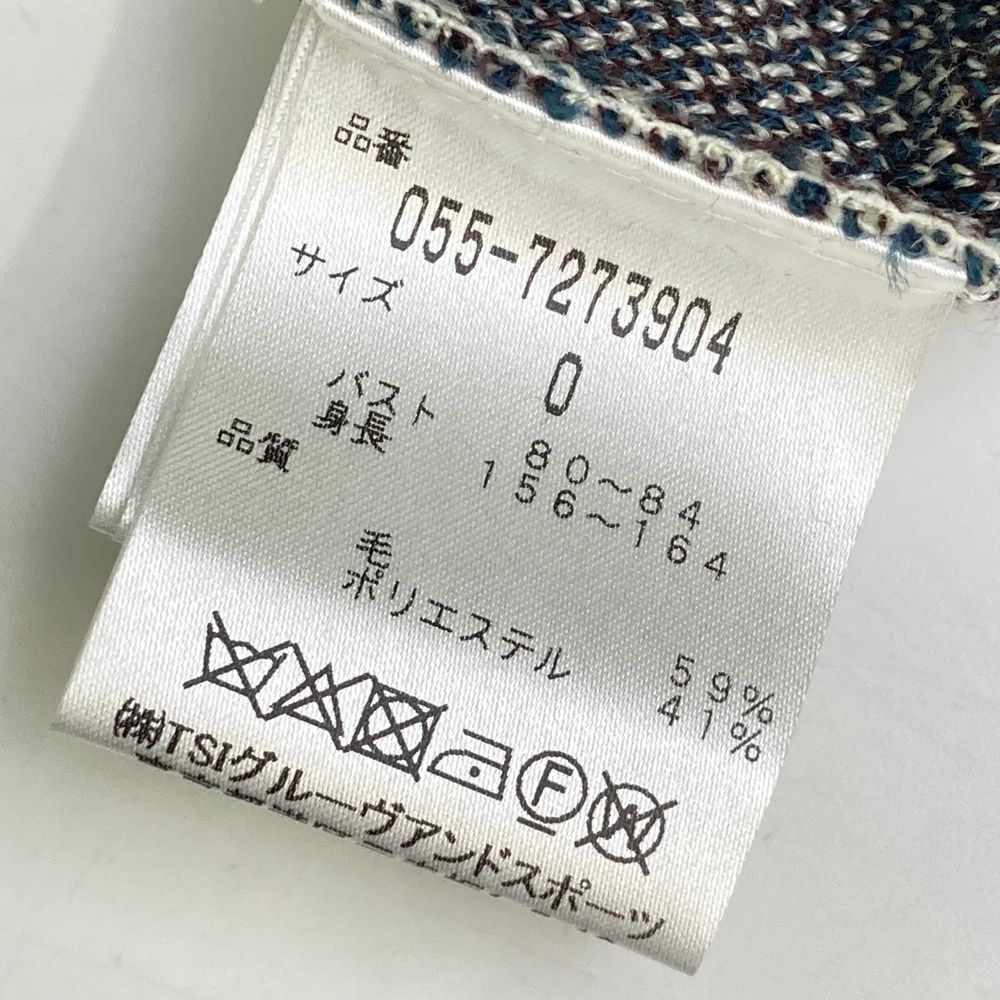 品番
055-7273904
サイズ
0
バスト 80～84
身長 156～164
品質
毛 59%
ポリエステル 41%
F
W
㈱TSIグルーヴアンドスポーツ